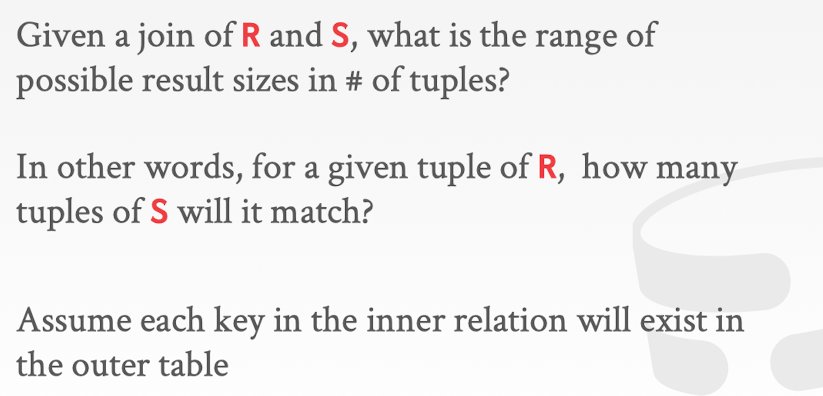 Given a join of R and S, what is the range of
possible result sizes in # of tuples?
In other words, for a given tuple of R, how many
tuples of S will it match?
Assume each key in the inner relation will exist in
the outer table